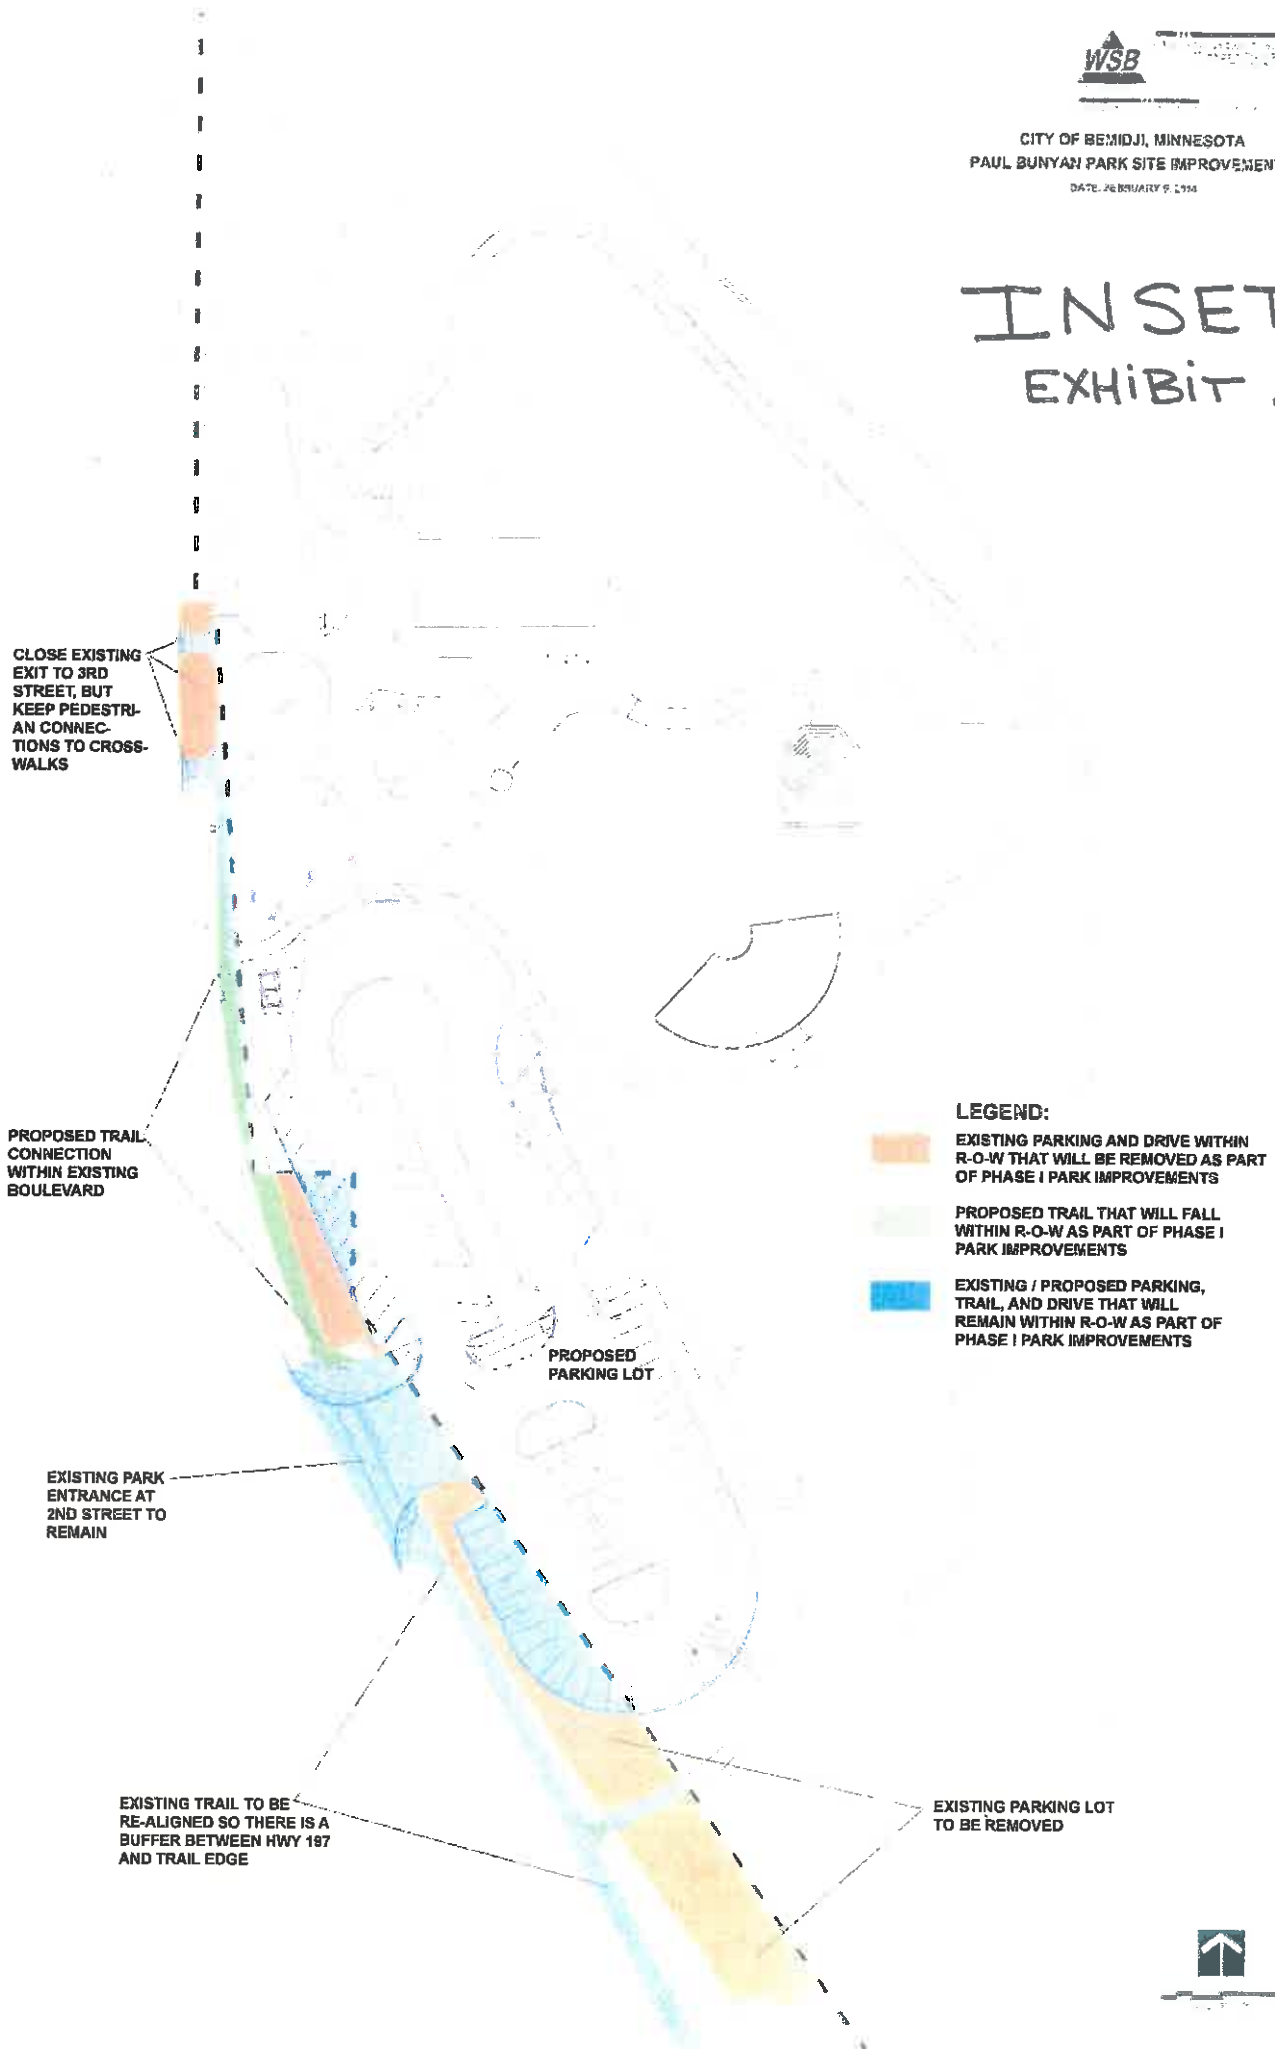 WSB
CITY OF BEMIDJI, MINNESOTA
PAUL BUNYAN PARK SITE IMPROVEMEN
INSET
EXHIBIT
CLOSE EXISTING
EXIT TO 3RD
STREET, BUT
KEEP PEDESTRI-
AN CONNEC-
TIONS TO CROSS-
WALKS
PROPOSED TRAIL
CONNECTION
WITHIN EXISTING
BOULEVARD
LEGEND:
EXISTING PARKING AND DRIVE WITHIN
R-O-W THAT WILL BE REMOVED AS PART
OF PHASE I PARK IMPROVEMENTS
PROPOSED TRAIL THAT WILL FALL
WITHIN R-O-W AS PART OF PHASE I
PARK IMPROVEMENTS
EXISTING / PROPOSED PARKING,
TRAIL, AND DRIVE THAT WILL
REMAIN WITHIN R-O-W AS PART OF
PHASE I PARK IMPROVEMENTS
PROPOSED
PARKING LOT
EXISTING PARK
ENTRANCE AT
2ND STREET TO
REMAIN
EXISTING TRAIL TO BE
RE-ALIGNED SO THERE IS A
BUFFER BETWEEN HWY 197
AND TRAIL EDGE
EXISTING PARKING LOT
TO BE REMOVED